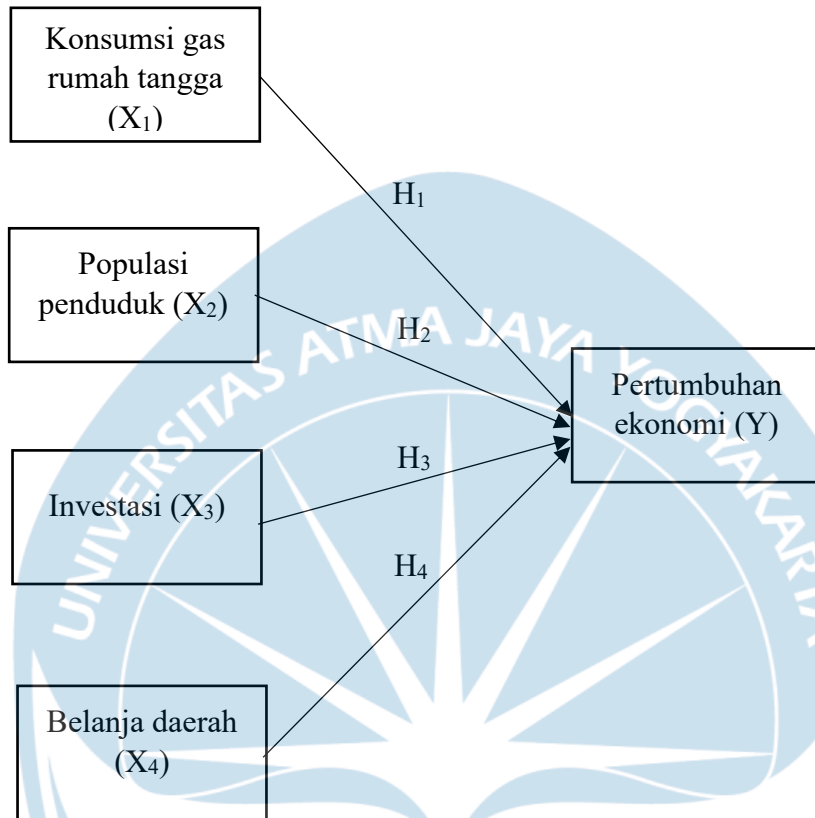 Konsumsi gas
rumah tangga
(X₁)
H₁
Populasi
penduduk (X₂)
H₂
UNIVERSITAS ATMA JAYA YOGYAKARTA
Pertumbuhan
ekonomi (Y)
H₃
Investasi (X₃)
H₄
Belanja daerah
(X₄)